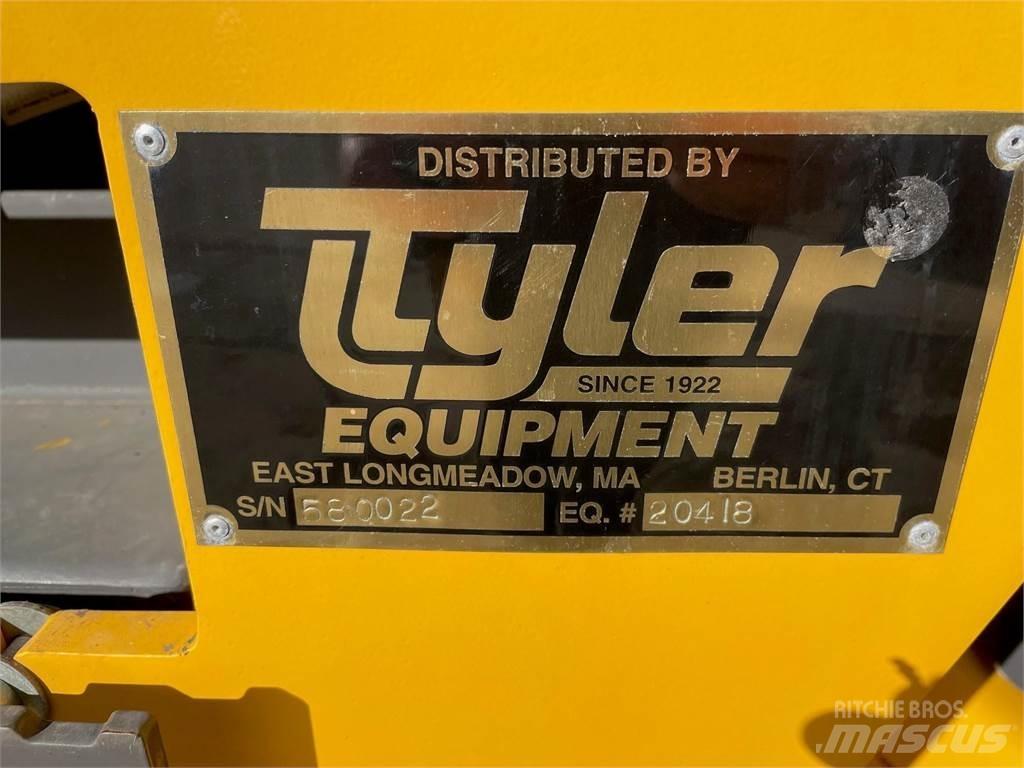 DISTRIBUTED BY
Tyler
SINCE 1922
EQUIPMENT
EAST LONGMEADOW, MA BERLIN, CT
S/N 580022 EQ. # 20418
RITCHIE BROS.
MASCUS